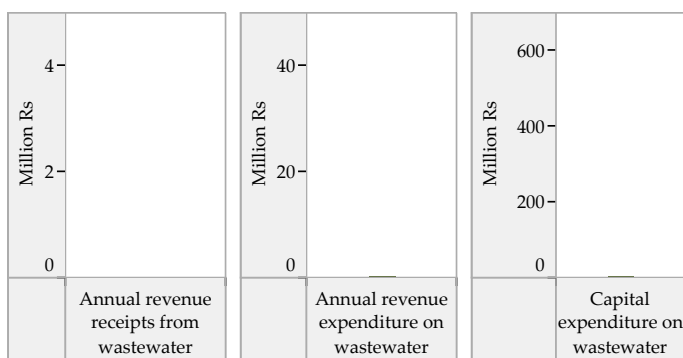 Million Rs
4
2
0
Annual revenue
receipts from
wastewater
Million Rs
40
20
0
Annual revenue
expenditure on
wastewater
Million Rs
600
400
200
0
Capital
expenditure on
wastewater